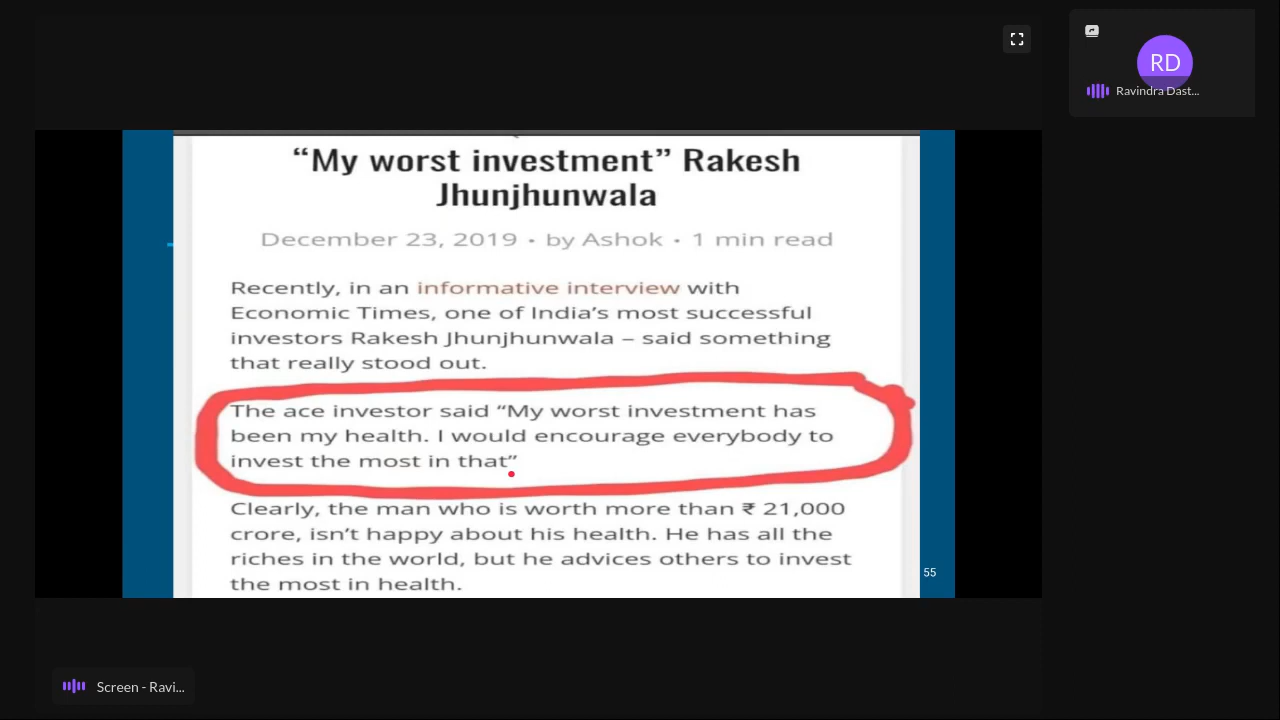 RD
Ravindra Dast...
“My worst investment” Rakesh
Jhunjhunwala
December 23, 2019 • by Ashok • 1 min read
Recently, in an informative interview with
Economic Times, one of India’s most successful
investors Rakesh Jhunjhunwala – said something
that really stood out.
The ace investor said “My worst investment has
been my health. I would encourage everybody to
invest the most in that”
Clearly, the man who is worth more than ₹ 21,000
crore, isn’t happy about his health. He has all the
riches in the world, but he advices others to invest
the most in health.
55
Screen - Ravi...